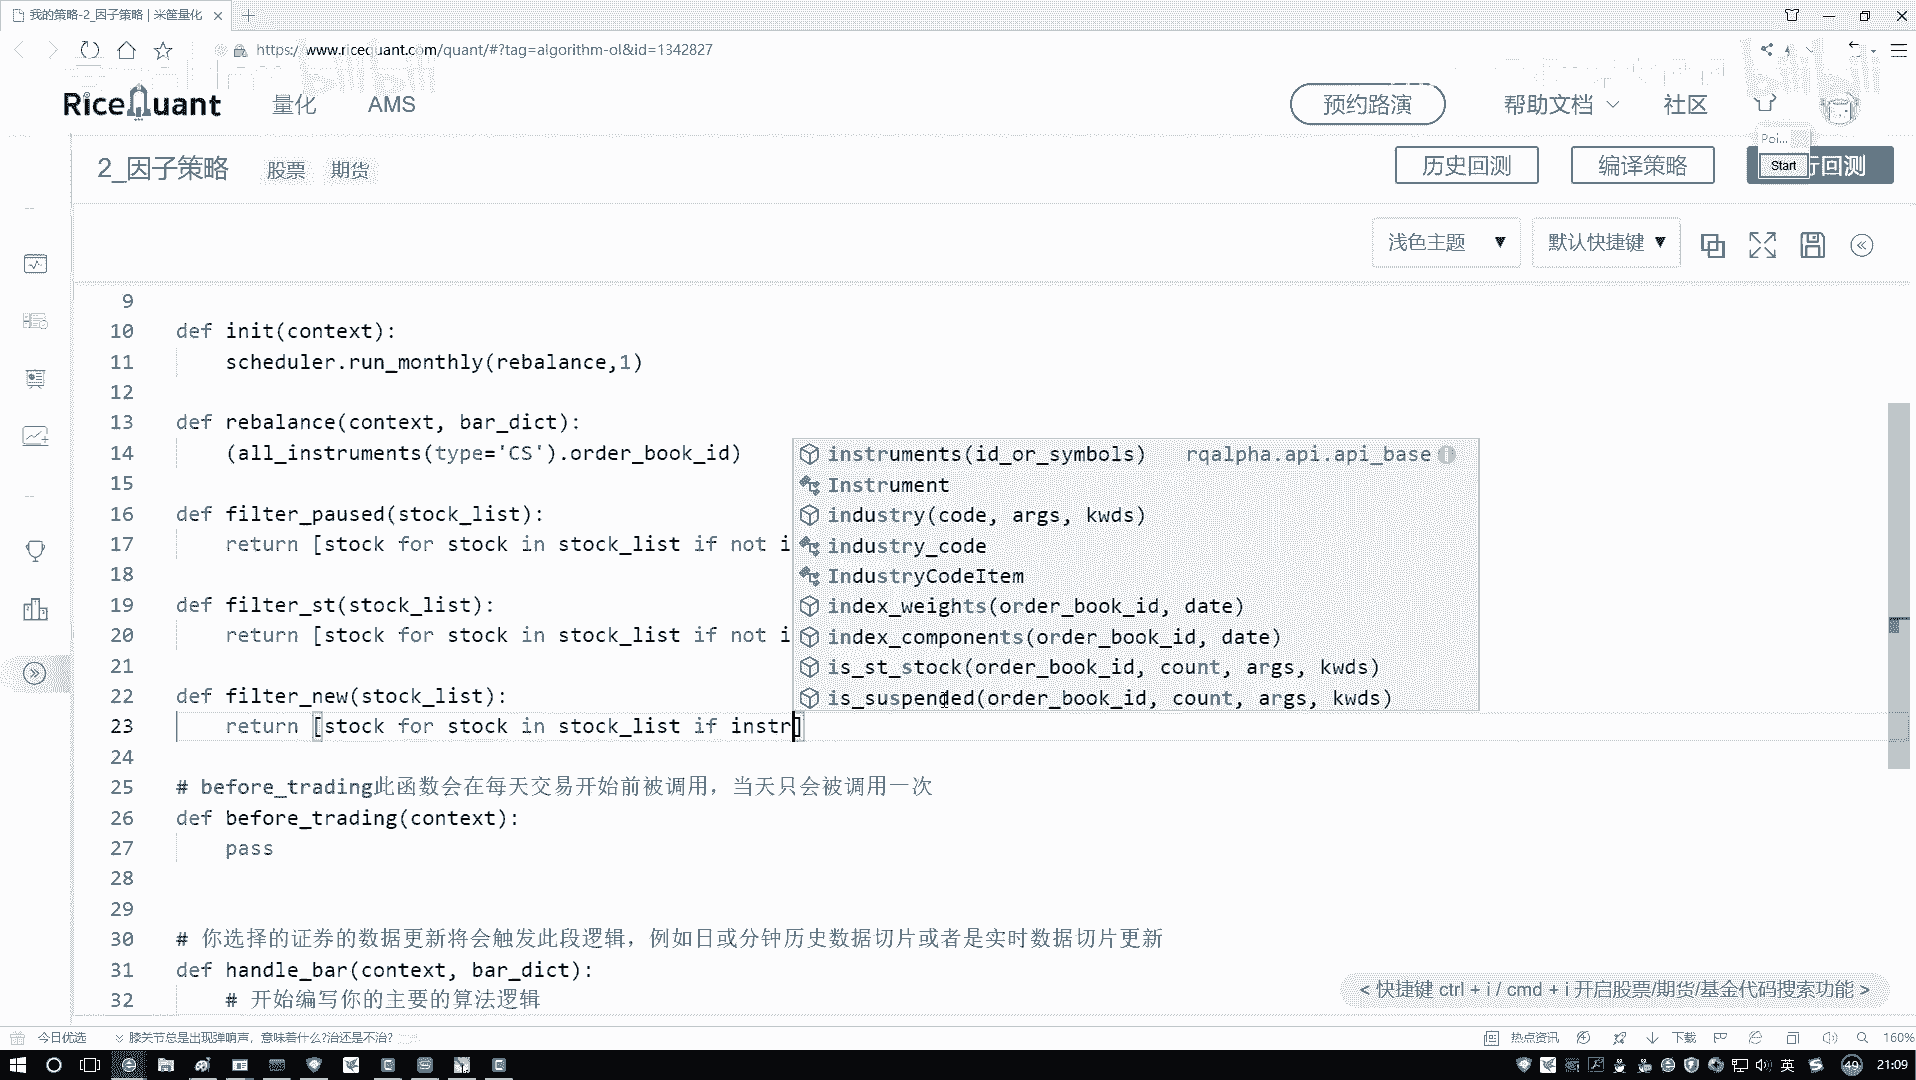 我的策略-2_因子策略 | 米筐量化
https://www.ricequant.com/quant/#?tag=algorithm-ol&id=1342827
bilibili
RiceQuant 量化 AMS 预约路演 帮助文档 社区
Poi...
Start
2_因子策略 股票 期货 历史回测 编译策略 行回测
浅色主题 ▼ 默认快捷键 ▼
9
10 def init(context):
11 scheduler.run_monthly(rebalance,1)
12
13 def rebalance(context, bar_dict):
14 (all_instruments(type='CS').order_book_id)
15
16 def filter_paused(stock_list):
17 return [stock for stock in stock_list if not i
18
19 def filter_st(stock_list):
20 return [stock for stock in stock_list if not i
21
22 def filter_new(stock_list):
23 return [stock for stock in stock_list if instr]
24
25 # before_trading此函数会在每天交易开始前被调用，当天只会被调用一次
26 def before_trading(context):
27 pass
28
29
30 # 你选择的证券的数据更新将会触发此段逻辑，例如日或分钟历史数据切片或者是实时数据切片更新
31 def handle_bar(context, bar_dict):
32 # 开始编写你的主要的算法逻辑
instruments(id_or_symbols) rqalpha.api.api_base
Instrument
industry(code, args, kwds)
industry_code
IndustryCodeItem
index_weights(order_book_id, date)
index_components(order_book_id, date)
is_st_stock(order_book_id, count, args, kwds)
is_suspended(order_book_id, count, args, kwds)
< 快捷键 ctrl + i / cmd + i 开启股票/期货/基金代码搜索功能 >
今日优选 膝关节总是出现弹响声，意味着什么?治还是不治? 热点资讯 下载 160%
英 49 21:09